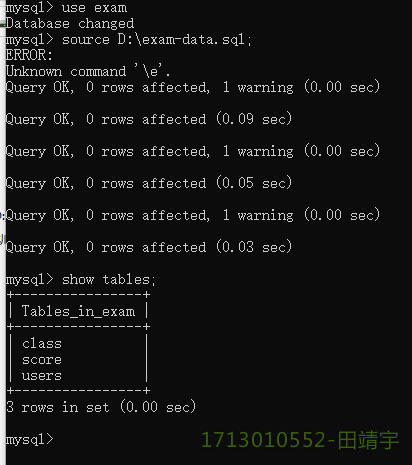 mysql> use exam
Database changed
mysql> source D:\exam-data.sql;
ERROR:
Unknown command '\e'.
Query OK, 0 rows affected, 1 warning (0.00 sec)
Query OK, 0 rows affected (0.09 sec)
Query OK, 0 rows affected, 1 warning (0.00 sec)
Query OK, 0 rows affected (0.05 sec)
Query OK, 0 rows affected, 1 warning (0.00 sec)
Query OK, 0 rows affected (0.03 sec)
mysql> show tables;
+----------------+
| Tables_in_exam |
+----------------+
| class          |
| score          |
| users          |
+----------------+
3 rows in set (0.00 sec)
mysql>
1713010552-田靖宇